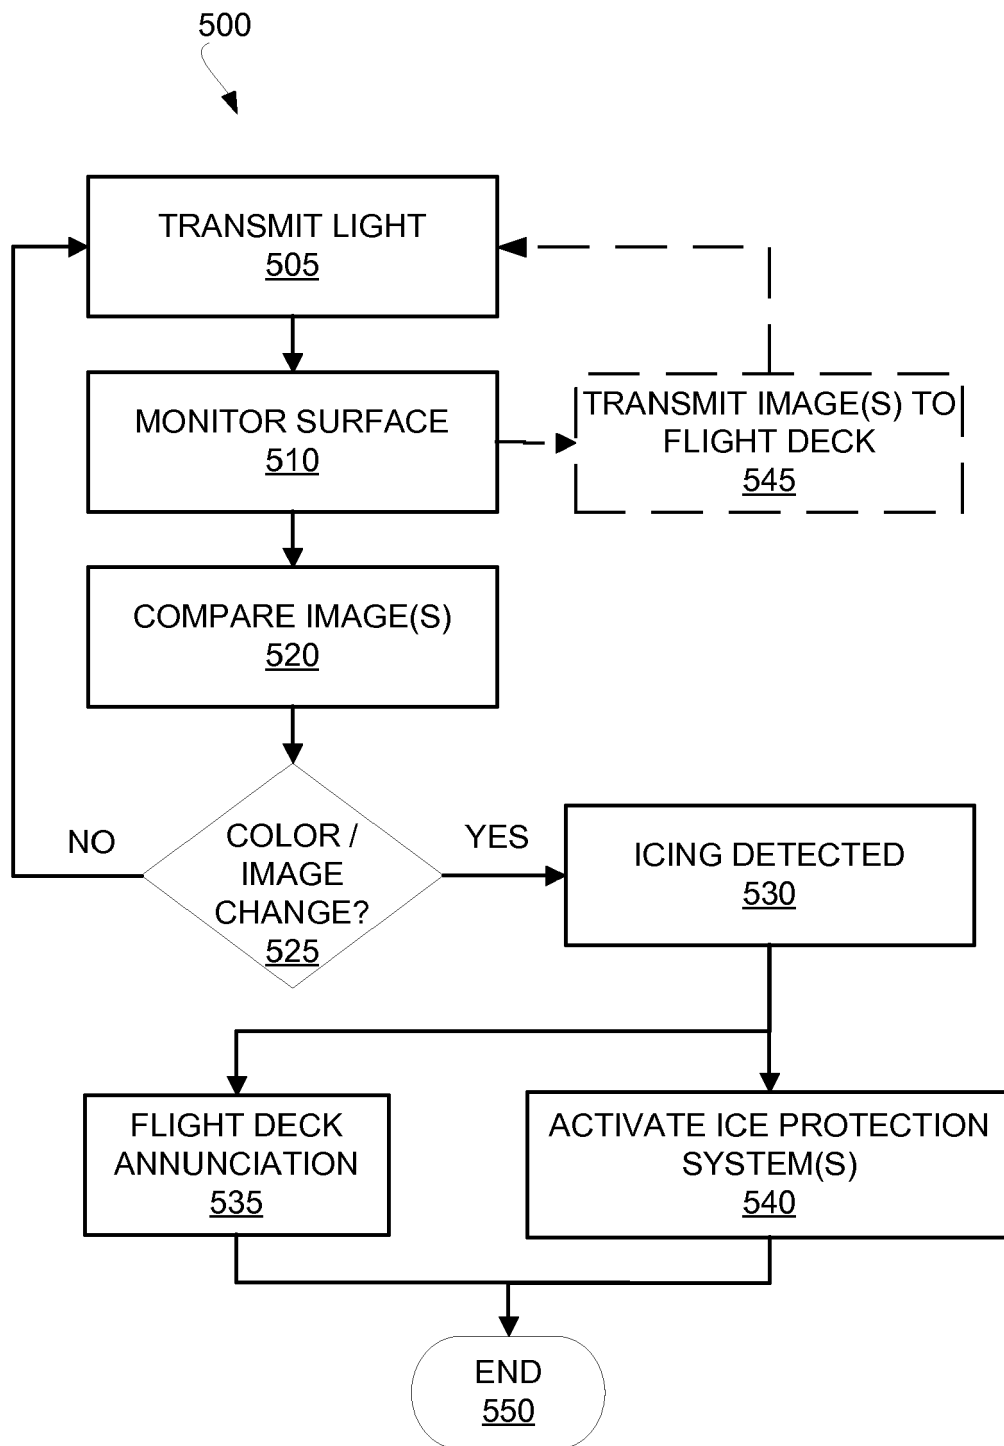 500
TRANSMIT LIGHT
505
MONITOR SURFACE
510
TRANSMIT IMAGE(S) TO
FLIGHT DECK
545
COMPARE IMAGE(S)
520
NO
COLOR /
IMAGE
CHANGE?
525
YES
ICING DETECTED
530
FLIGHT DECK
ANNUNCIATION
535
ACTIVATE ICE PROTECTION
SYSTEM(S)
540
END
550